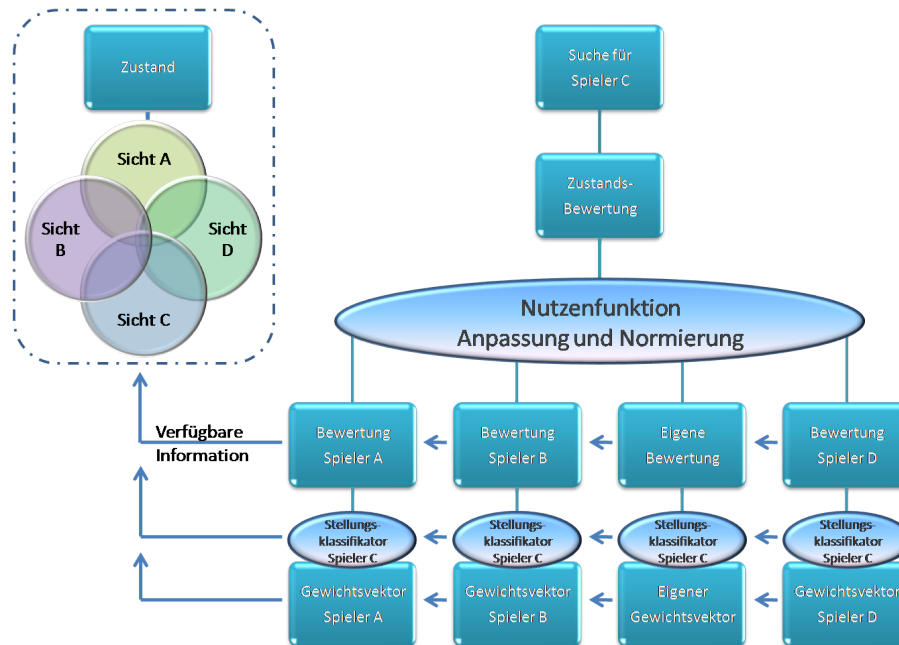 Zustand
Sicht A
Sicht
B
Sicht
D
Sicht C
Suche für
Spieler C
Zustands-
Bewertung
Nutzenfunktion
Anpassung und Normierung
Verfügbare
Information
Bewertung
Spieler A
Bewertung
Spieler B
Eigene
Bewertung
Bewertung
Spieler D
Stellungs-
klassifikator
Spieler C
Stellungs-
klassifikator
Spieler C
Stellungs-
klassifikator
Spieler C
Stellungs-
klassifikator
Spieler C
Gewichtsvektor
Spieler A
Gewichtsvektor
Spieler B
Eigener
Gewichtsvektor
Gewichtsvektor
Spieler D